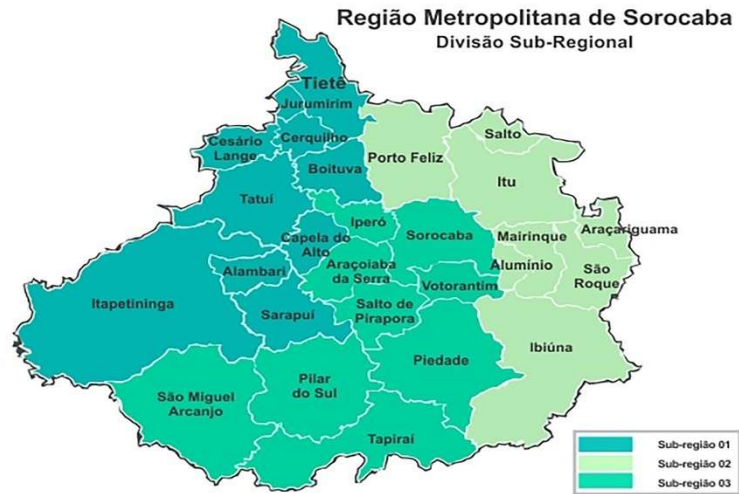 Região Metropolitana de Sorocaba
Divisão Sub-Regional
Tietê
Jurumirim
Cerquilho
Cesário
Lange
Boituva
Porto Feliz
Salto
Itu
Tatuí
Iperó
Sorocaba
Mairinque
Araçariguama
Capela do
Alto
Alambari
Araçoiaba
da Serra
Votorantim
Alumínio
São
Roque
Itapetininga
Sarapuí
Salto de
Pirapora
Ibiúna
Piedade
São Miguel
Arcanjo
Pilar
do Sul
Tapiraí
Sub-região 01
Sub-região 02
Sub-região 03